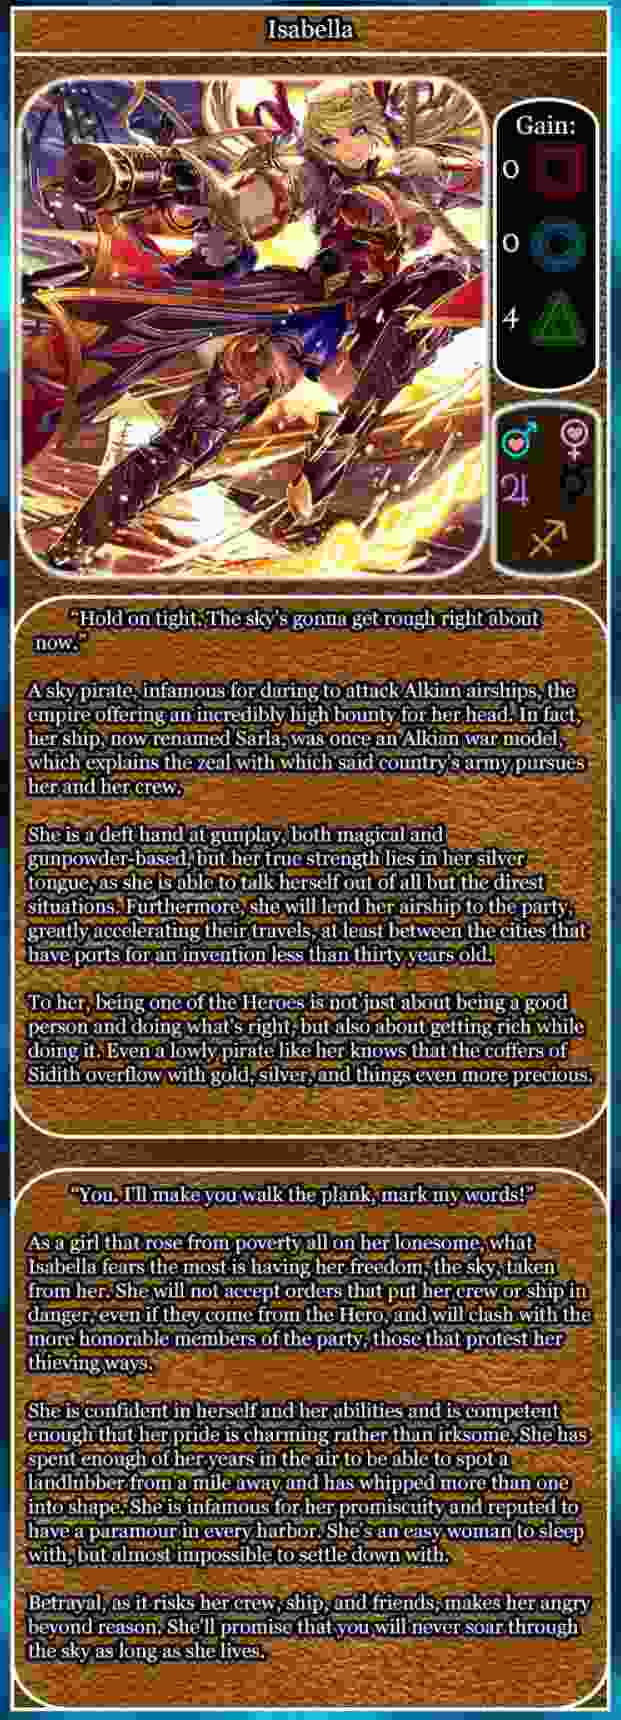 Isabella
Gain:
0
0
4
"Hold on tight. The sky's gonna get rough right about
now."
A sky pirate, infamous for daring to attack Alkian airships, the
empire offering an incredibly high bounty for her head. In fact,
her ship, now renamed Sarla, was once an Alkian war model,
which explains the zeal with which said country's army pursues
her and her crew.
She is a deft hand at gunplay, both magical and
gunpowder-based, but her true strength lies in her silver
tongue, as she is able to talk herself out of all but the direst
situations. Furthermore, she will lend her airship to the party,
greatly accelerating their travels, at least between the cities that
have ports for an invention less than thirty years old.
To her, being one of the Heroes is not just about being a good
person and doing what's right, but also about getting rich while
doing it. Even a lowly pirate like her knows that the coffers of
Sidith overflow with gold, silver, and things even more precious.
"You. I'll make you walk the plank, mark my words!"
As a girl that rose from poverty all on her lonesome, what
Isabella fears the most is having her freedom, the sky, taken
from her. She will not accept orders that put her crew or ship in
danger, even if they come from the Hero, and will clash with the
more honorable members of the party, those that protest her
thieving ways.
She is confident in herself and her abilities and is competent
enough that her pride is charming rather than irksome. She has
spent enough of her years in the air to be able to spot a
landlubber from a mile away and has whipped more than one
into shape. She is infamous for her promiscuity and reputed to
have a paramour in every harbor. She's an easy woman to sleep
with, but almost impossible to settle down with.
Betrayal, as it risks her crew, ship, and friends, makes her angry
beyond reason. She'll promise that you will never soar through
the sky as long as she lives.